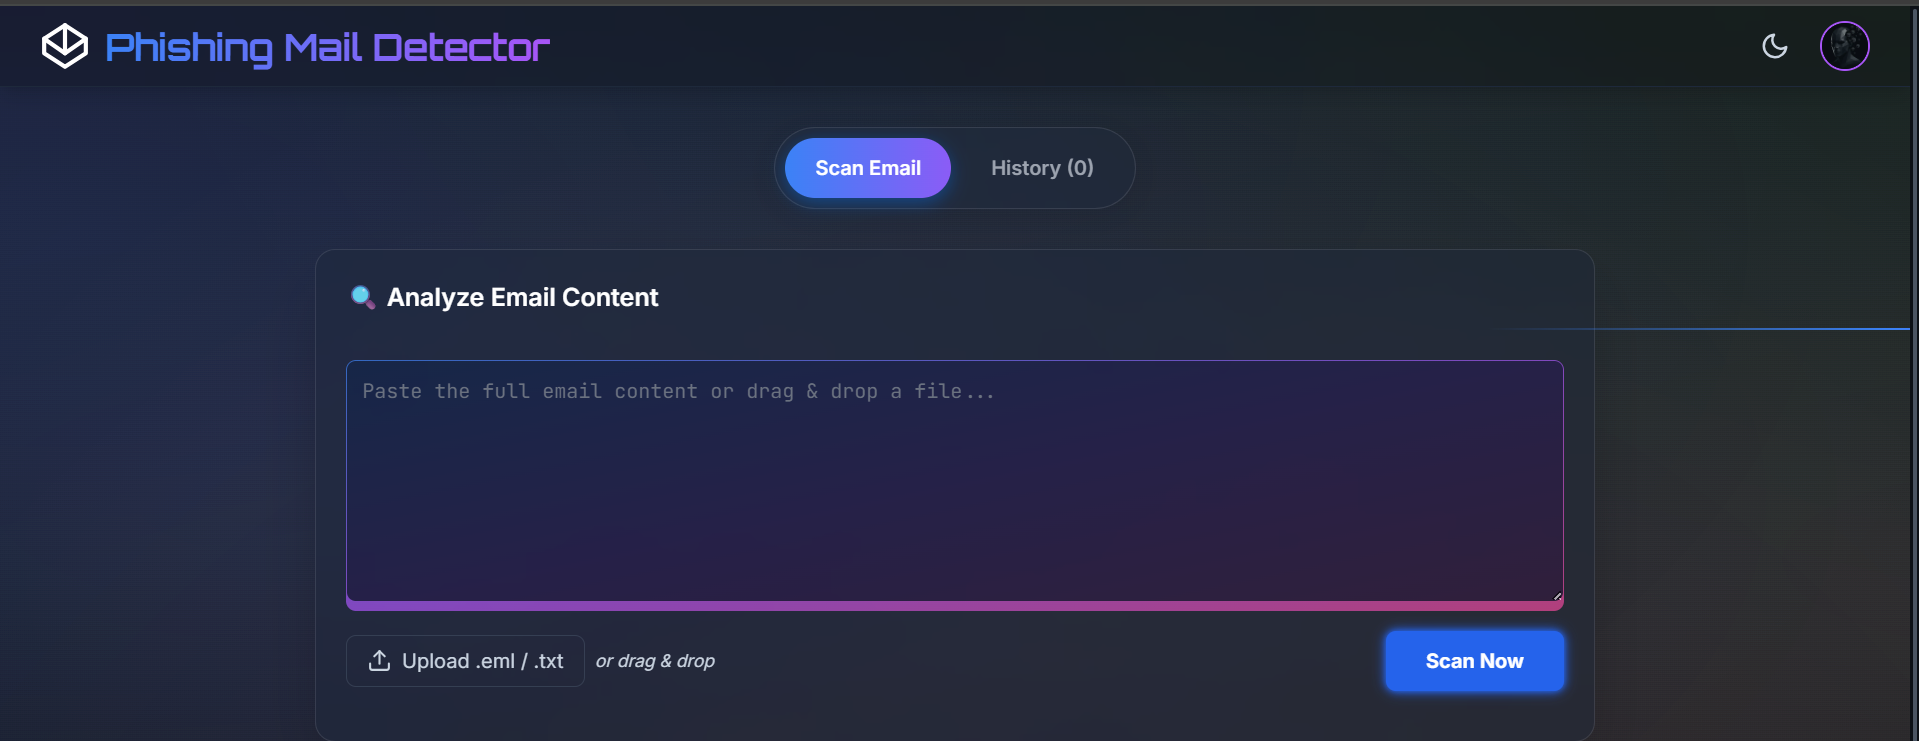 Phishing Mail Detector
Scan Email
History (0)
🔍 Analyze Email Content
Paste the full email content or drag & drop a file...
Upload .eml / .txt
or drag & drop
Scan Now